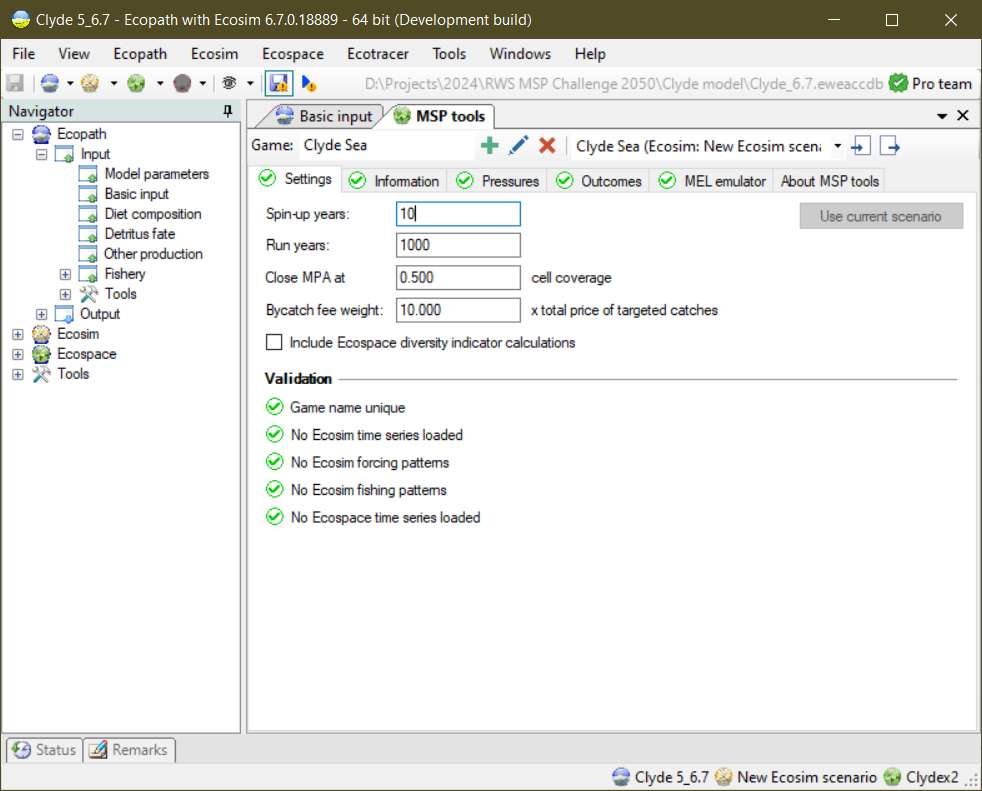 Clyde 5_6.7 - Ecopath with Ecosim 6.7.0.18889 - 64 bit (Development build)
File View Ecopath Ecosim Ecospace Ecotracer Tools Windows Help
D:\Projects\2024\RWS MSP Challenge 2050\Clyde model\Clyde_6.7.eweaccdb Pro team
Navigator
Ecopath
Input
Model parameters
Basic input
Diet composition
Detritus fate
Other production
Fishery
Tools
Output
Ecosim
Ecospace
Tools
Basic input MSP tools
Game: Clyde Sea Clyde Sea (Ecosim: New Ecosim scena
Settings Information Pressures Outcomes MEL emulator About MSP tools
Spin-up years: 10 Use current scenario
Run years: 1000
Close MPA at 0.500 cell coverage
Bycatch fee weight: 10.000 x total price of targeted catches
Include Ecospace diversity indicator calculations
Validation
Game name unique
No Ecosim time series loaded
No Ecosim forcing patterns
No Ecosim fishing patterns
No Ecospace time series loaded
Status Remarks
Clyde 5_6.7 New Ecosim scenario Clydex2